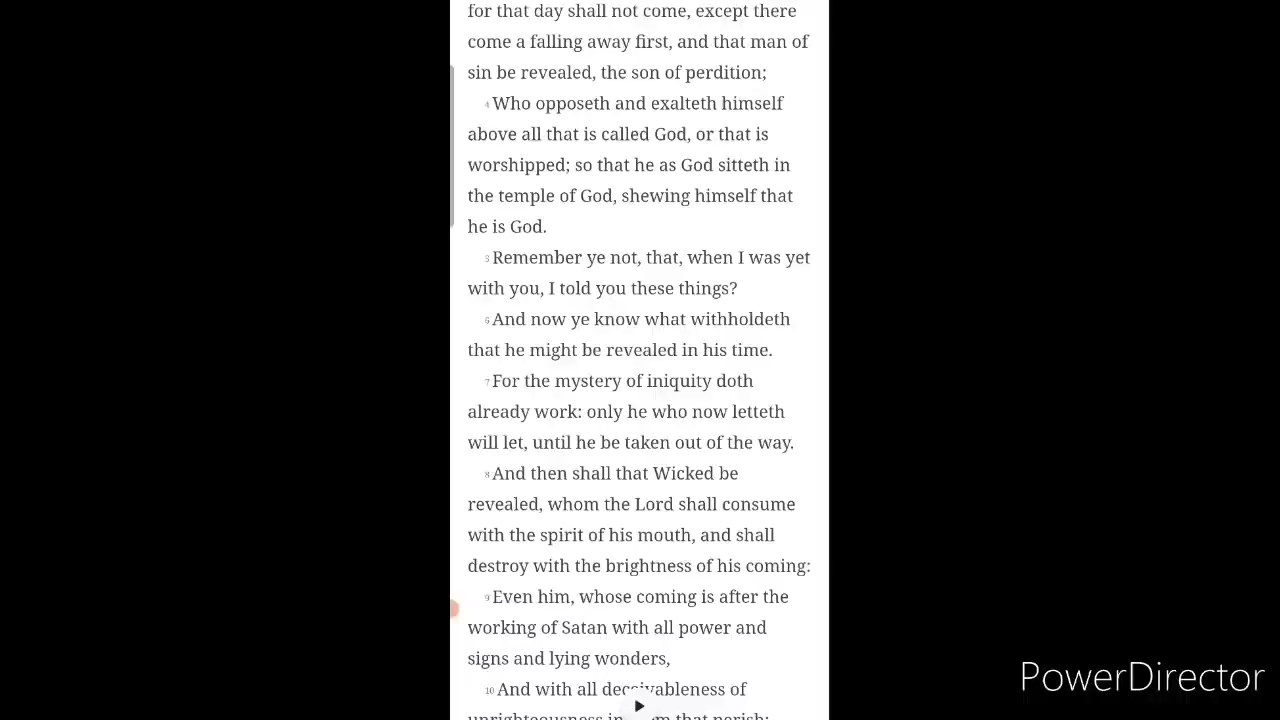 for that day shall not come, except there
come a falling away first, and that man of
sin be revealed, the son of perdition;
4 Who opposeth and exalteth himself
above all that is called God, or that is
worshipped; so that he as God sitteth in
the temple of God, shewing himself that
he is God.
5 Remember ye not, that, when I was yet
with you, I told you these things?
6 And now ye know what withholdeth
that he might be revealed in his time.
7 For the mystery of iniquity doth
already work: only he who now letteth
will let, until he be taken out of the way.
8 And then shall that Wicked be
revealed, whom the Lord shall consume
with the spirit of his mouth, and shall
destroy with the brightness of his coming:
9 Even him, whose coming is after the
working of Satan with all power and
signs and lying wonders,
10 And with all deceivableness of
unrighteousness in that perish;
PowerDirector